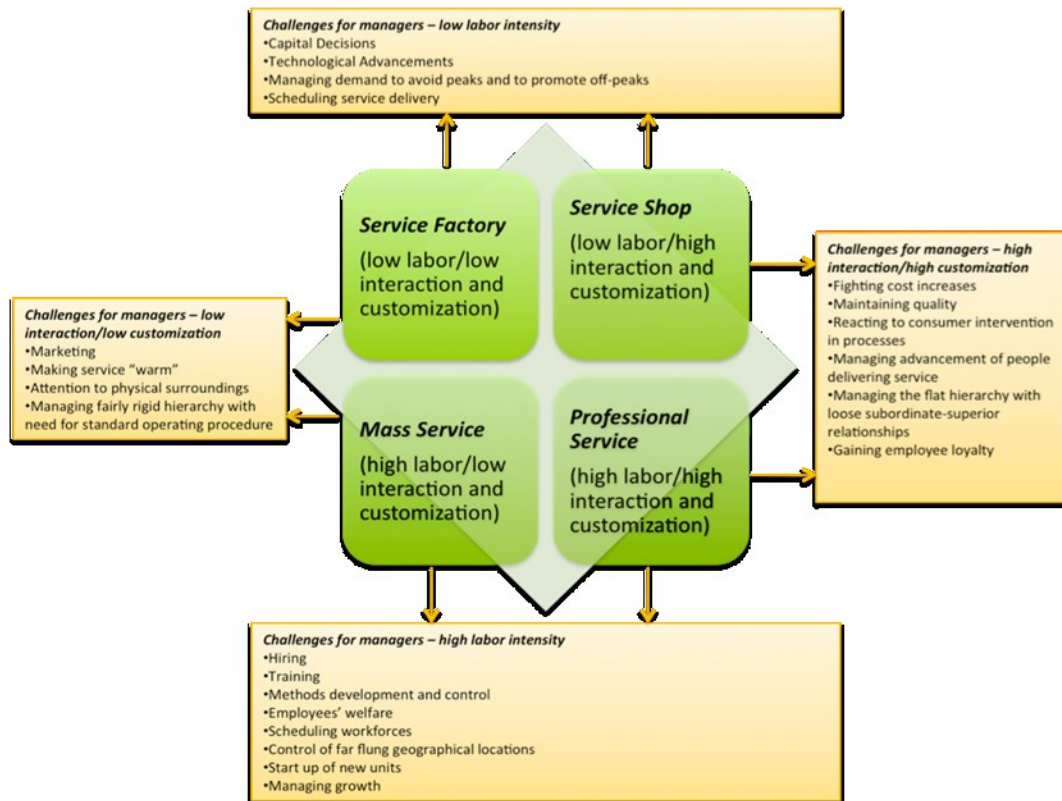 Challenges for managers – low labor intensity
•Capital Decisions
•Technological Advancements
•Managing demand to avoid peaks and to promote off-peaks
•Scheduling service delivery
Service Factory
(low labor/low
interaction and
customization)
Service Shop
(low labor/high
interaction and
customization)
Challenges for managers – low
interaction/low customization
•Marketing
•Making service “warm”
•Attention to physical surroundings
•Managing fairly rigid hierarchy with
need for standard operating procedure
Challenges for managers – high
interaction/high customization
•Fighting cost increases
•Maintaining quality
•Reacting to consumer intervention
in processes
•Managing advancement of people
delivering service
•Managing the flat hierarchy with
loose subordinate-superior
relationships
•Gaining employee loyalty
Mass Service
(high labor/low
interaction and
customization)
Professional
Service
(high labor/high
interaction and
customization)
Challenges for managers – high labor intensity
•Hiring
•Training
•Methods development and control
•Employees’ welfare
•Scheduling workforces
•Control of far flung geographical locations
•Start up of new units
•Managing growth